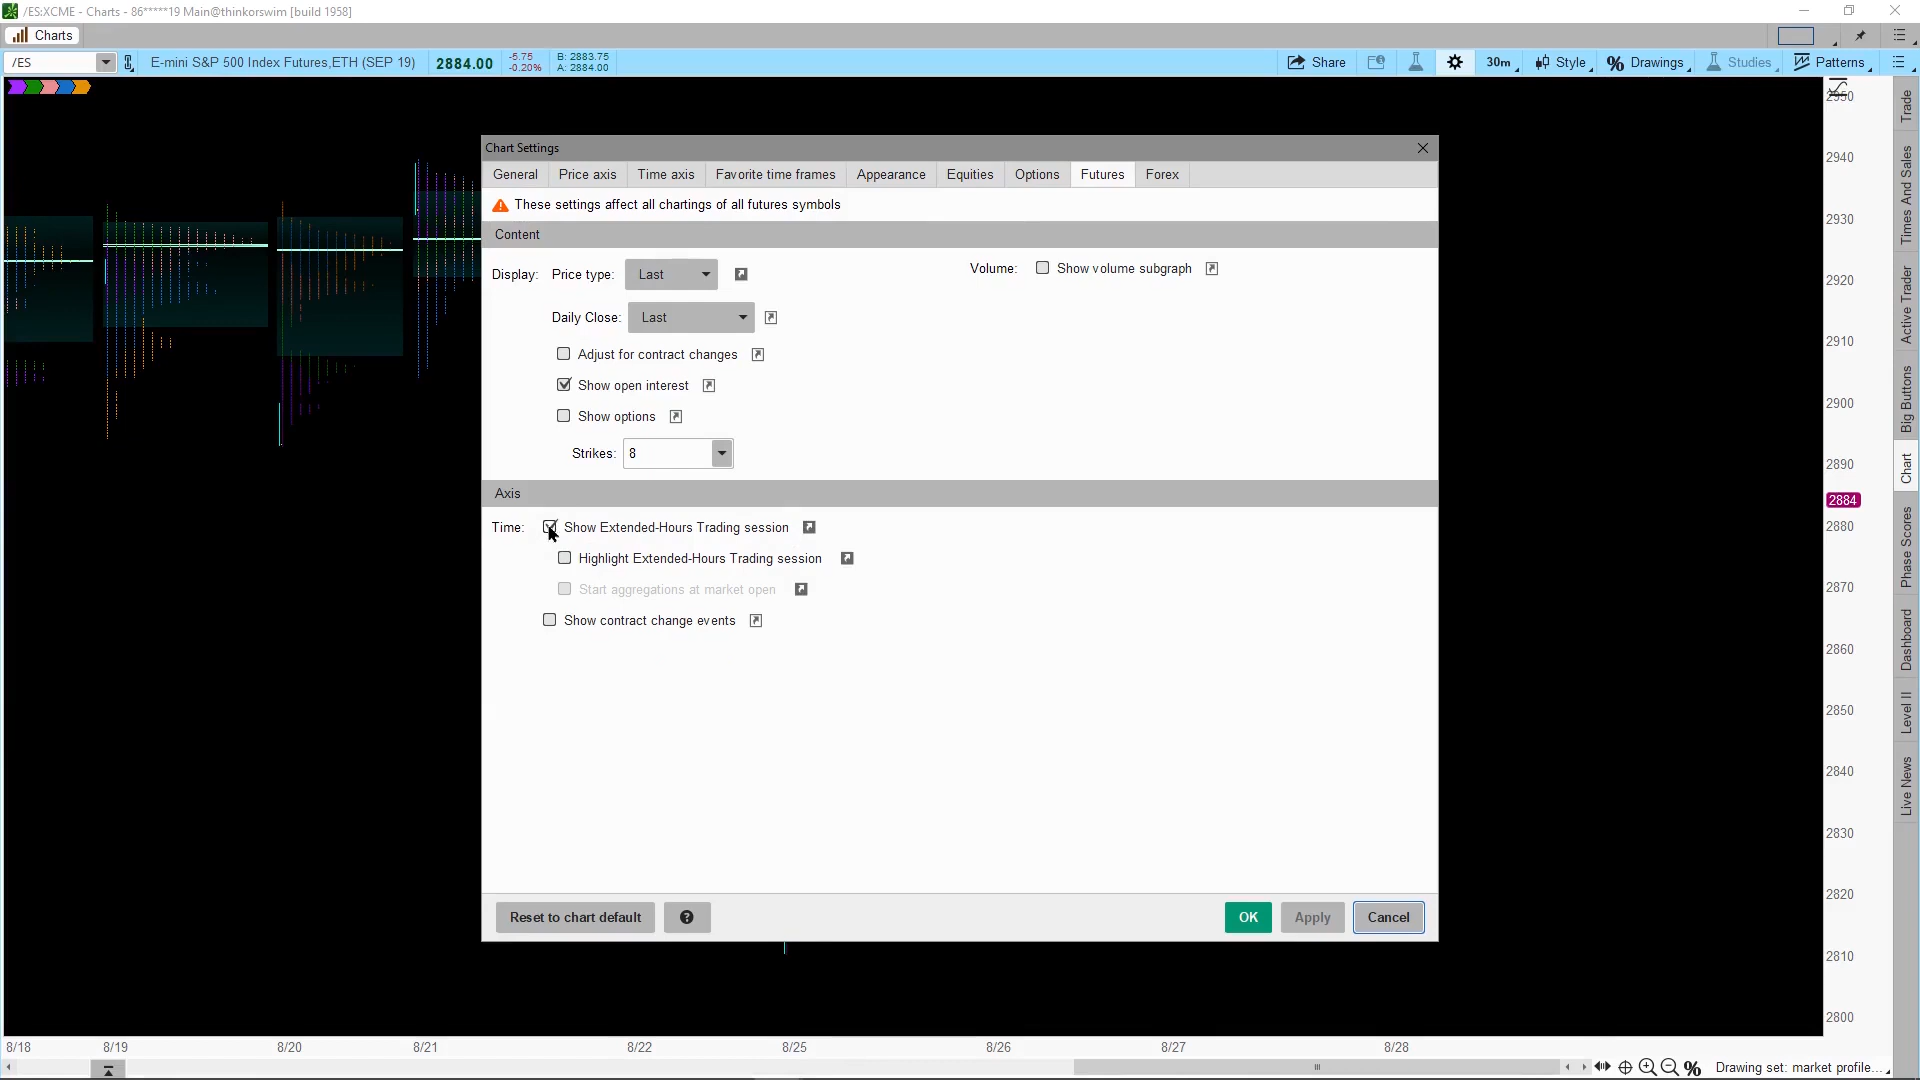 /ES:XCME - Charts - 86*****19 Main@thinkorswim [build 1958]
Charts
/ES
E-mini S&P 500 Index Futures,ETH (SEP 19)
2884.00
-5.75
-0.20%
B: 2883.75
A: 2884.00
Share
30m
Style
Drawings
Studies
Patterns
Chart Settings
General
Price axis
Time axis
Favorite time frames
Appearance
Equities
Options
Futures
Forex
These settings affect all chartings of all futures symbols
Content
Display:
Price type:
Last
Volume:
Show volume subgraph
Daily Close:
Last
Adjust for contract changes
Show open interest
Show options
Strikes:
8
Axis
Time:
Show Extended-Hours Trading session
Highlight Extended-Hours Trading session
Start aggregations at market open
Show contract change events
Reset to chart default
?
OK
Apply
Cancel
2950
2940
2930
2920
2910
2900
2890
2884
2880
2870
2860
2850
2840
2830
2820
2810
2800
Trade
Times And Sales
Active Trader
Big Buttons
Chart
Phase Scores
Dashboard
Level II
Live News
8/18
8/19
8/20
8/21
8/22
8/25
8/26
8/27
8/28
Drawing set: market profile...